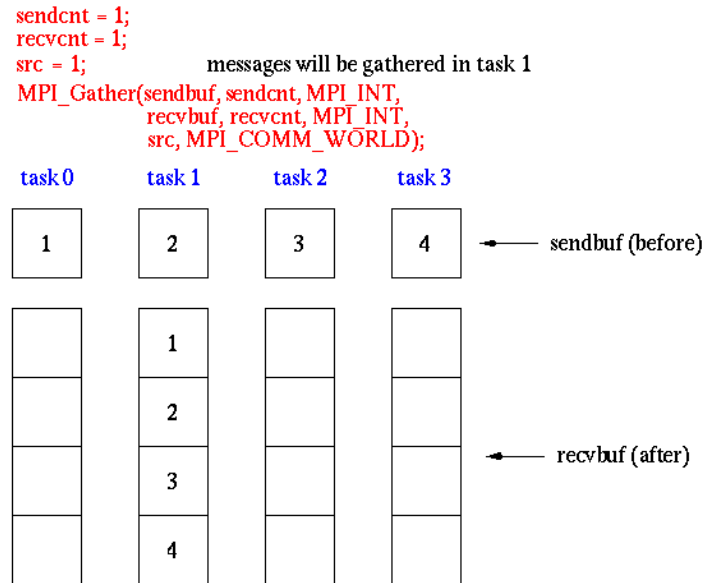 sendcnt = 1;
recvcnt = 1;
src = 1; messages will be gathered in task 1
MPI_Gather(sendbuf, sendcnt, MPI_INT,
recvbuf, recvcnt, MPI_INT,
src, MPI_COMM_WORLD);
task 0 task 1 task 2 task 3
1 2 3 4 sendbuf (before)
1
2
3 recvbuf (after)
4